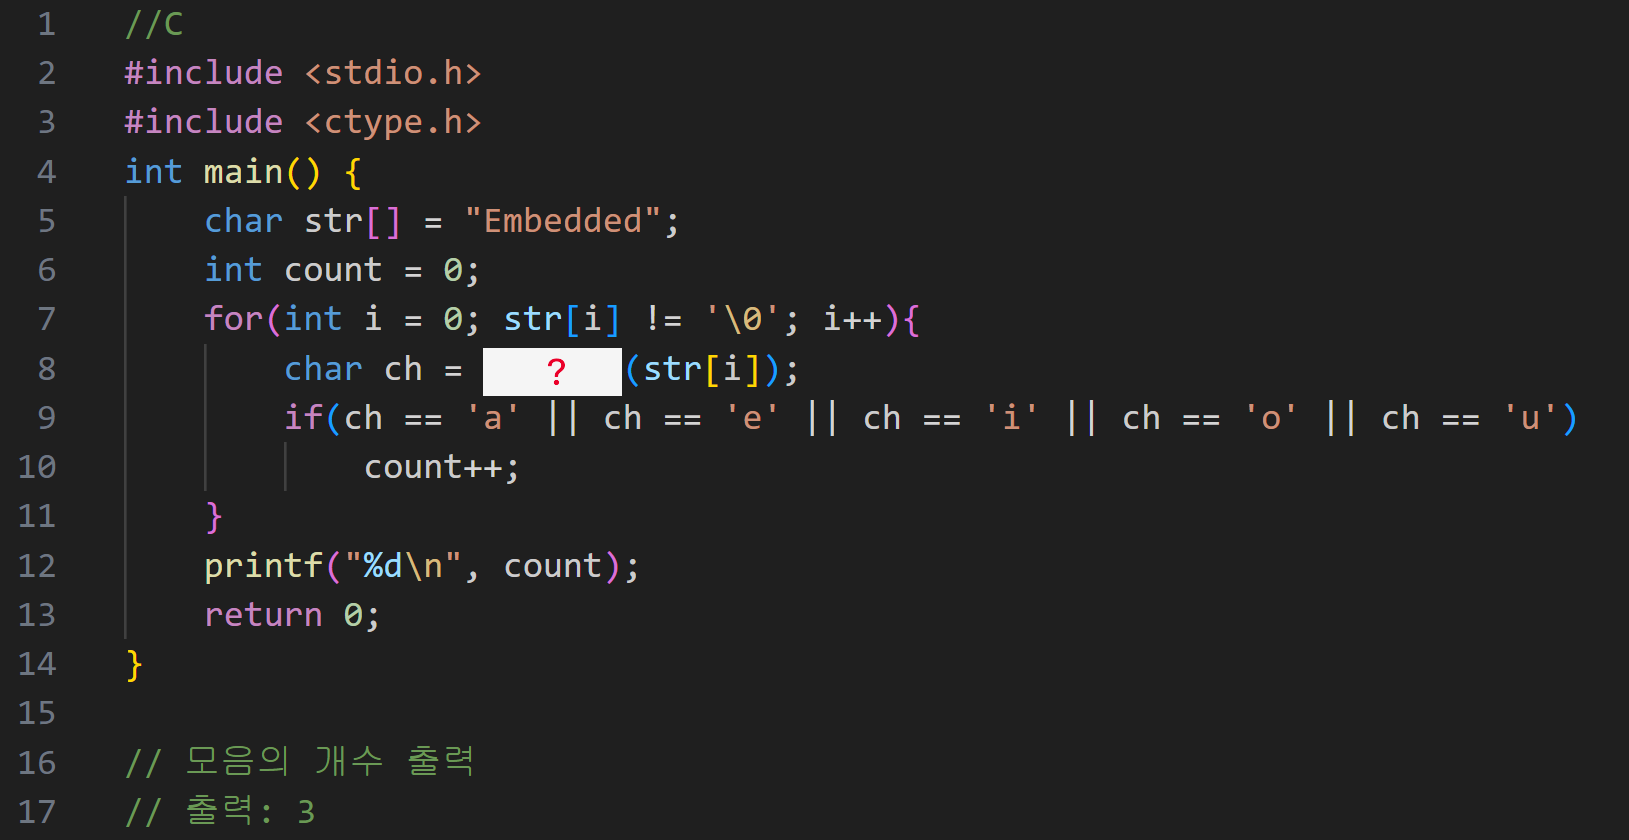 1 //C
2 #include <stdio.h>
3 #include <ctype.h>
4 int main() {
5     char str[] = "Embedded";
6     int count = 0;
7     for(int i = 0; str[i] != '\0'; i++){
8         char ch = ?(str[i]);
9         if(ch == 'a' || ch == 'e' || ch == 'i' || ch == 'o' || ch == 'u')
10             count++;
11     }
12     printf("%d\n", count);
13     return 0;
14 }
15
16 // 모음의 개수 출력
17 // 출력: 3